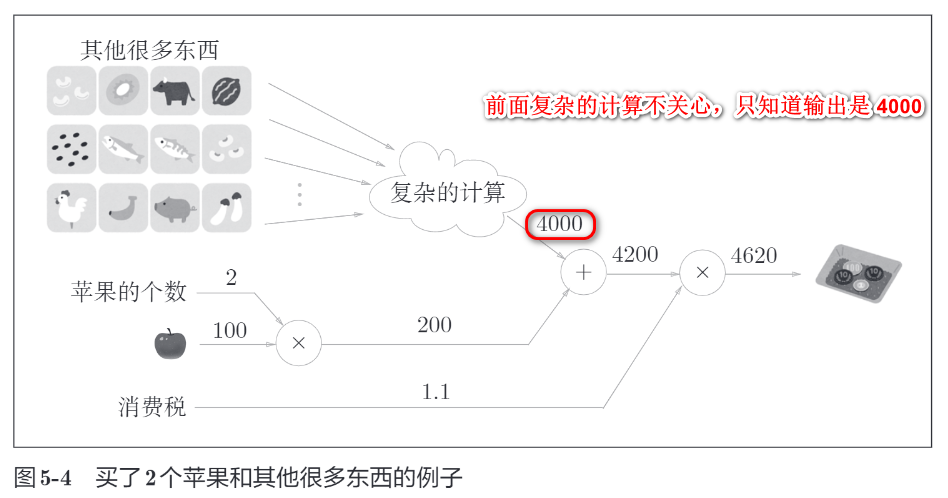 其他很多东西
前面复杂的计算不关心，只知道输出是 4000
复杂的计算
4000
+
4200
×
4620
苹果的个数
2
100
×
200
消费税
1.1
图5-4 买了2个苹果和其他很多东西的例子